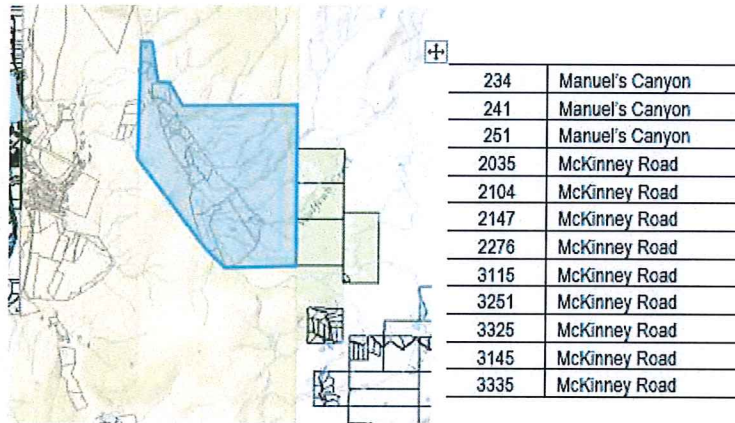 234 Manuel's Canyon
241 Manuel's Canyon
251 Manuel's Canyon
2035 McKinney Road
2104 McKinney Road
2147 McKinney Road
2276 McKinney Road
3115 McKinney Road
3251 McKinney Road
3325 McKinney Road
3145 McKinney Road
3335 McKinney Road